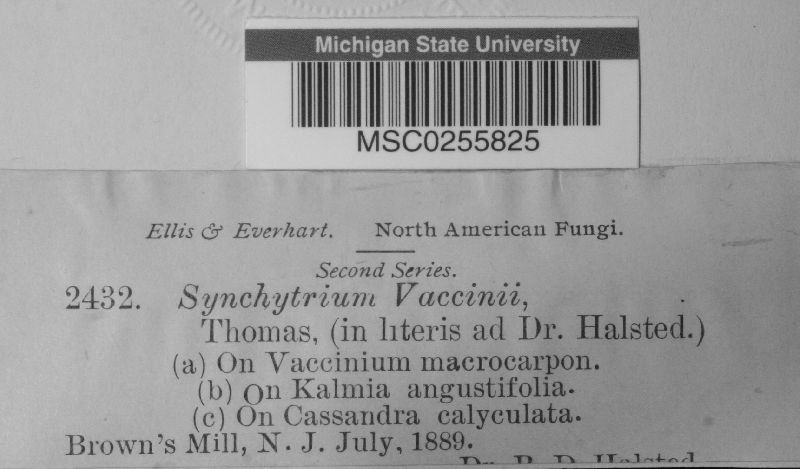 Michigan State University
MSC0255825
Ellis & Everhart. North American Fungi.
Second Series.
2432. Synchytrium Vaccinii,
Thomas, (in literis ad Dr. Halsted.)
(a) On Vaccinium macrocarpon.
(b) On Kalmia angustifolia.
(c) On Cassandra calyculata.
Brown's Mill, N. J. July, 1889.